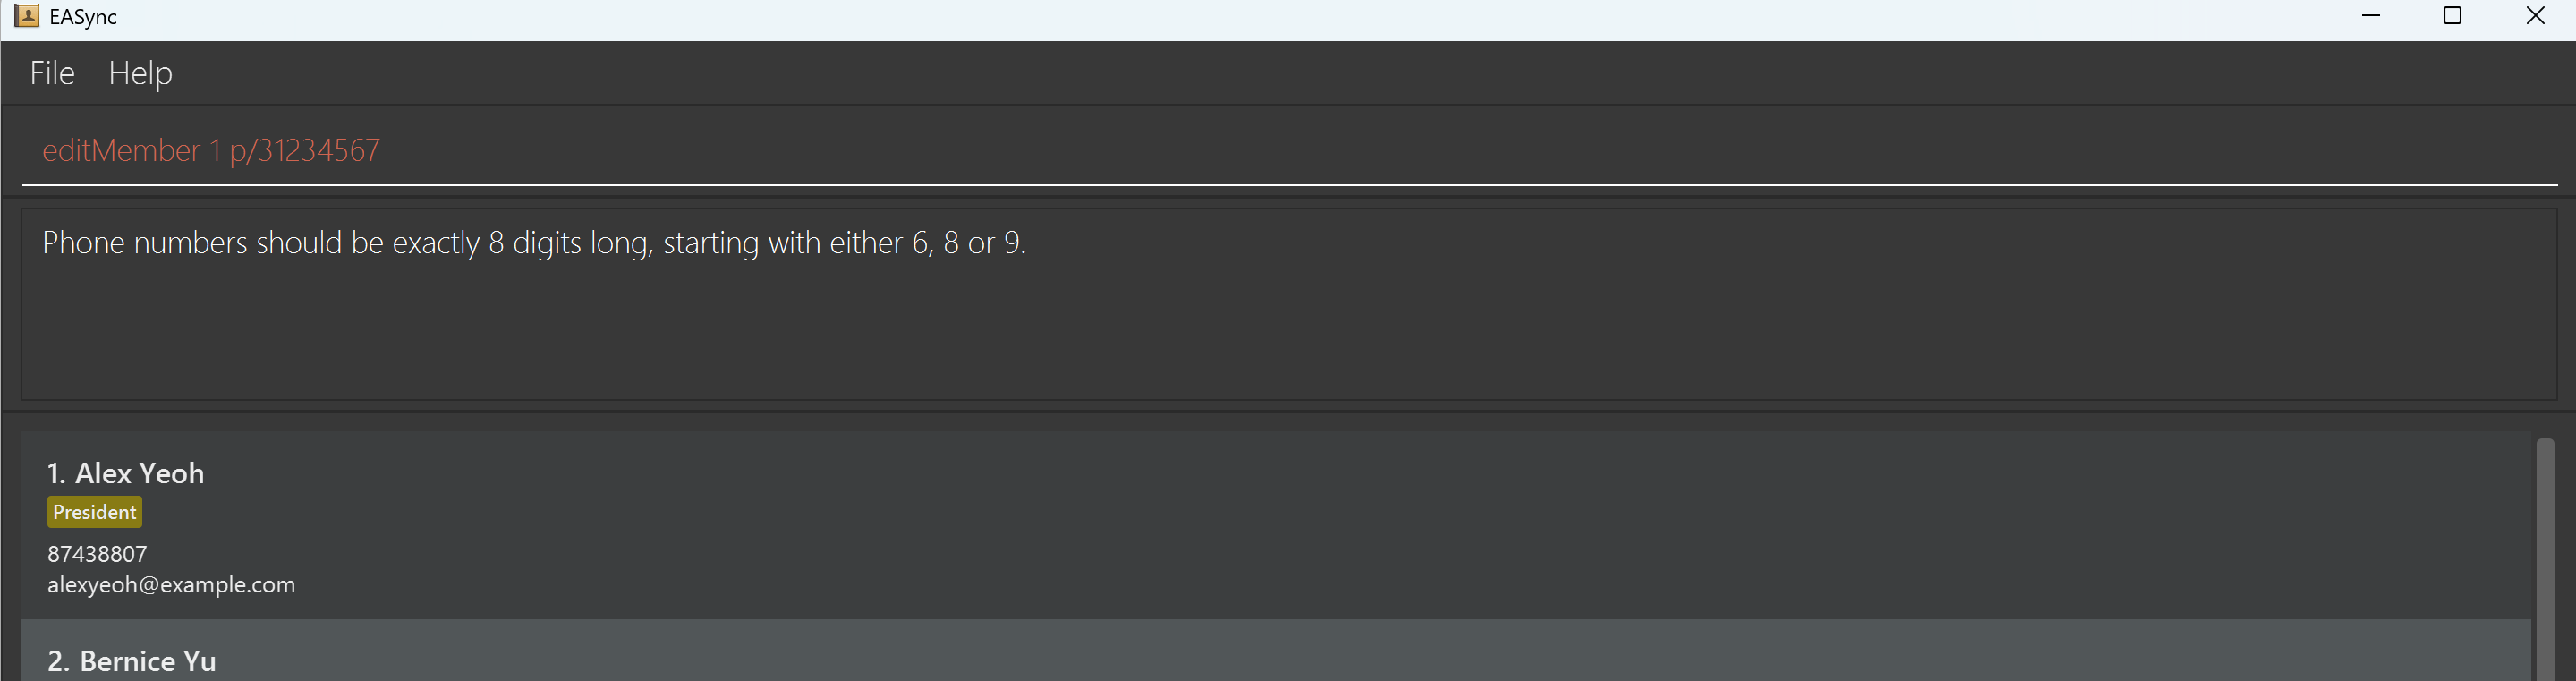 EASync
File Help
editMember 1 p/31234567
Phone numbers should be exactly 8 digits long, starting with either 6, 8 or 9.
1. Alex Yeoh
President
87438807
alexyeoh@example.com
2. Bernice Yu